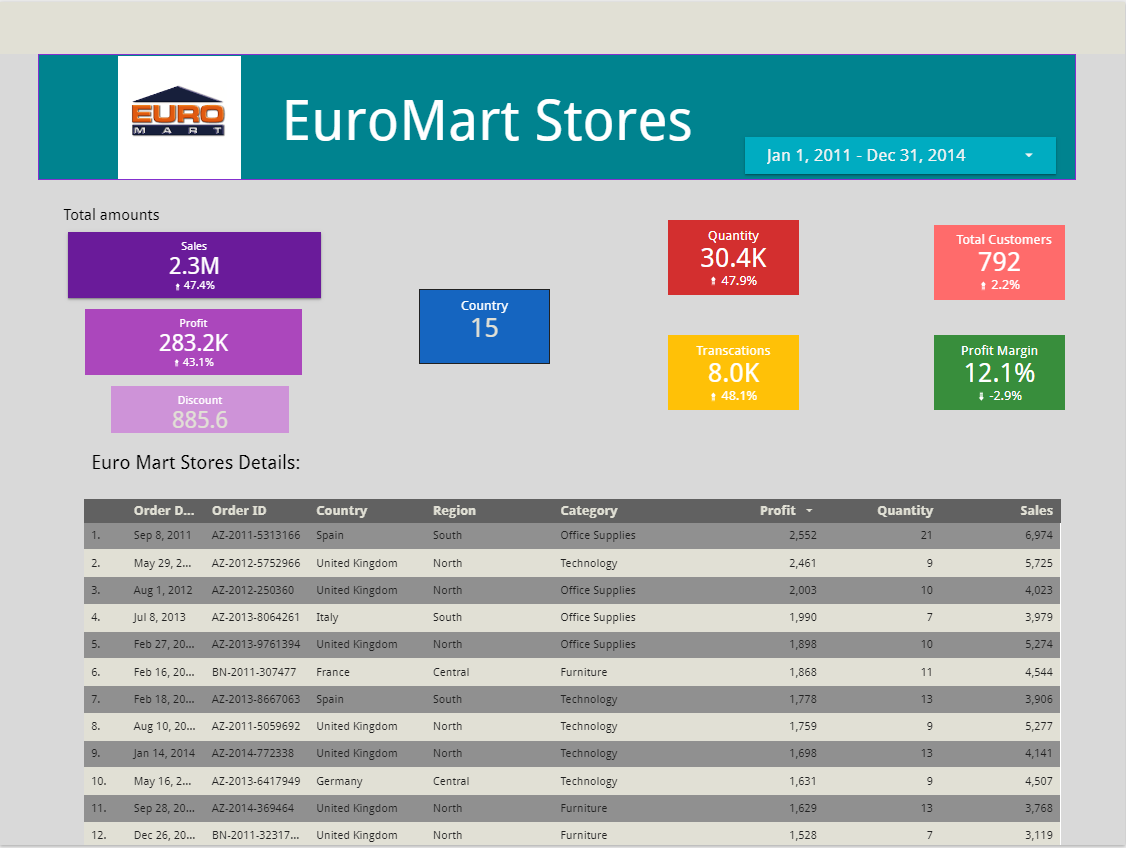 EURO
MART
EuroMart Stores
Jan 1, 2011 - Dec 31, 2014
Total amounts
Sales
2.3M
47.4%
Profit
283.2K
43.1%
Discount
885.6
Country
15
Quantity
30.4K
47.9%
Transcations
8.0K
48.1%
Total Customers
792
2.2%
Profit Margin
12.1%
-2.9%
Euro Mart Stores Details:
Order D... Order ID Country Region Category Profit Quantity Sales
1. Sep 8, 2011 AZ-2011-5313166 Spain South Office Supplies 2,552 21 6,974
2. May 29, 2... AZ-2012-5752966 United Kingdom North Technology 2,461 9 5,725
3. Aug 1, 2012 AZ-2012-250360 United Kingdom North Office Supplies 2,003 10 4,023
4. Jul 8, 2013 AZ-2013-8064261 Italy South Office Supplies 1,990 7 3,979
5. Feb 27, 20... AZ-2013-9761394 United Kingdom North Office Supplies 1,898 10 5,274
6. Feb 16, 20... BN-2011-307477 France Central Furniture 1,868 11 4,544
7. Feb 18, 20... AZ-2013-8667063 Spain South Technology 1,778 13 3,906
8. Aug 10, 20... AZ-2011-5059692 United Kingdom North Technology 1,759 9 5,277
9. Jan 14, 2014 AZ-2014-772338 United Kingdom North Technology 1,698 13 4,141
10. May 16, 2... AZ-2013-6417949 Germany Central Technology 1,631 9 4,507
11. Sep 28, 20... AZ-2014-369464 United Kingdom North Furniture 1,629 13 3,768
12. Dec 26, 20... BN-2011-32317... United Kingdom North Furniture 1,528 7 3,119